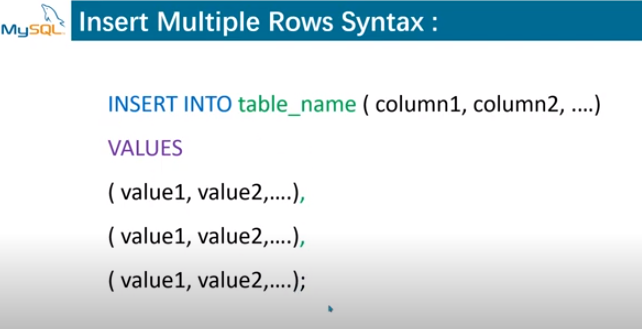 MySQL
Insert Multiple Rows Syntax :
INSERT INTO table_name ( column1, column2, ....)
VALUES
( value1, value2,....),
( value1, value2,....),
( value1, value2,....);